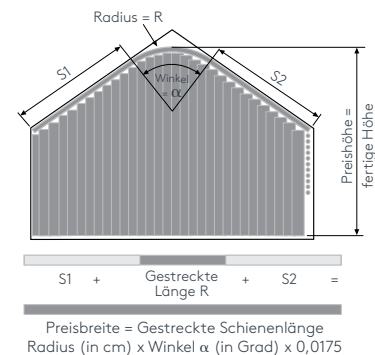 Radius = R
S1
S2
Winkel
= α
Preishöhe =
fertige Höhe
S1 + Gestreckte Länge R + S2 =
Preisbreite = Gestreckte Schienenlänge
Radius (in cm) x Winkel α (in Grad) x 0,0175